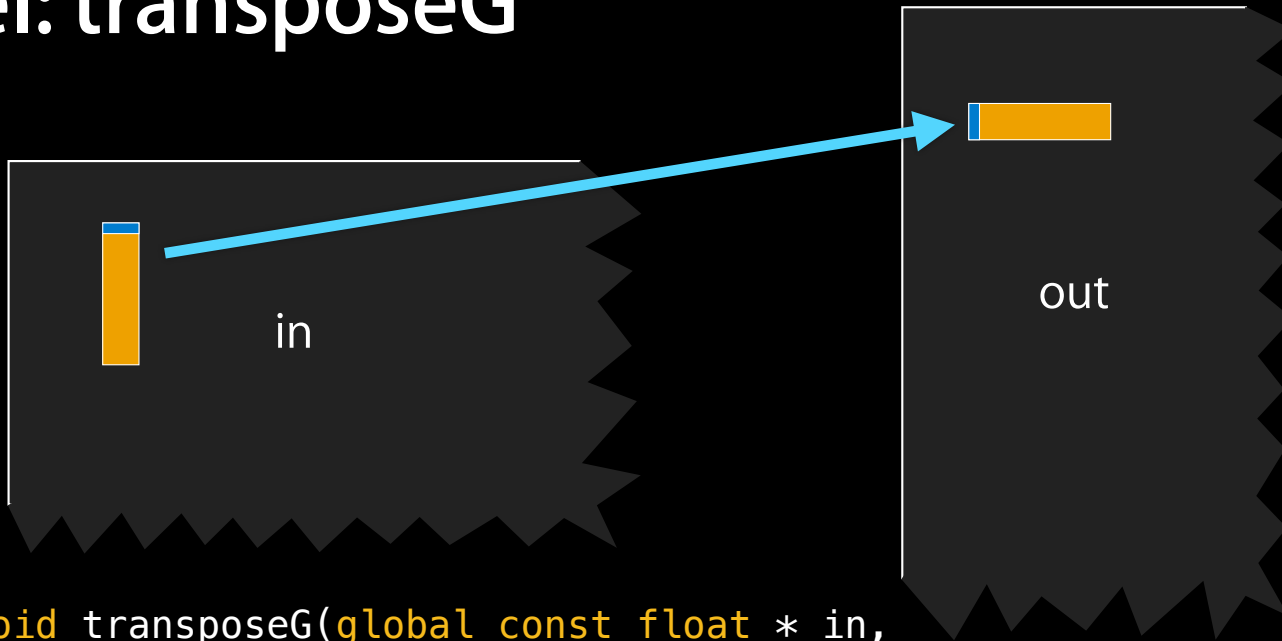 el: transposeG
in
out
oid transposeG(global const float * in,